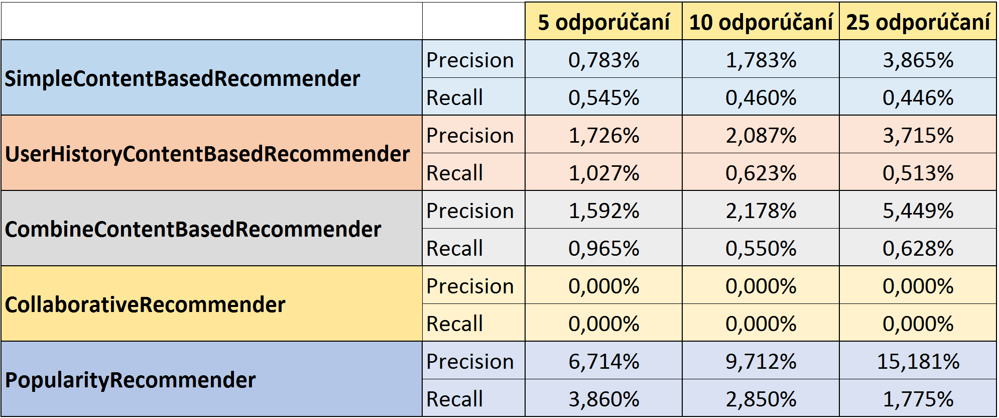 5 odporúčaní 10 odporúčaní 25 odporúčaní
SimpleContentBasedRecommender Precision 0,783% 1,783% 3,865%
Recall 0,545% 0,460% 0,446%
UserHistoryContentBasedRecommender Precision 1,726% 2,087% 3,715%
Recall 1,027% 0,623% 0,513%
CombineContentBasedRecommender Precision 1,592% 2,178% 5,449%
Recall 0,965% 0,550% 0,628%
CollaborativeRecommender Precision 0,000% 0,000% 0,000%
Recall 0,000% 0,000% 0,000%
PopularityRecommender Precision 6,714% 9,712% 15,181%
Recall 3,860% 2,850% 1,775%